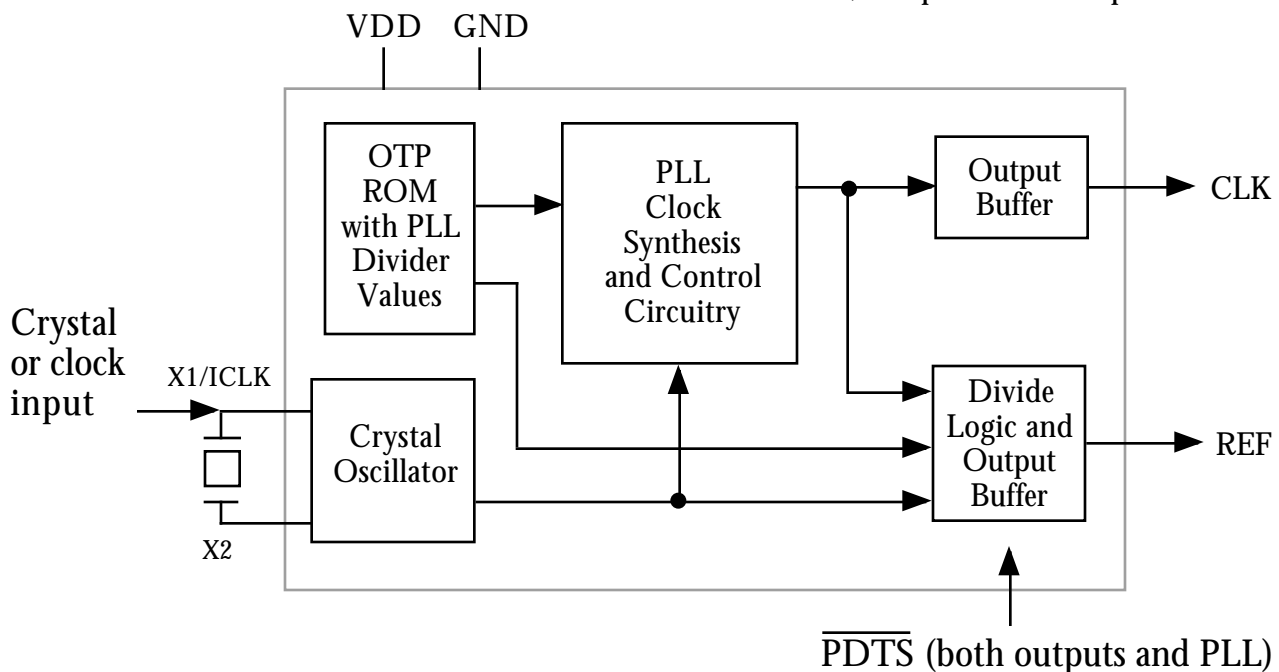 VDD GND
OTP
ROM
with PLL
Divider
Values
PLL
Clock
Synthesis
and Control
Circuitry
Output
Buffer
CLK
Crystal
or clock
input
X1/ICLK
X2
Crystal
Oscillator
Divide
Logic and
Output
Buffer
REF
PDTS (both outputs and PLL)